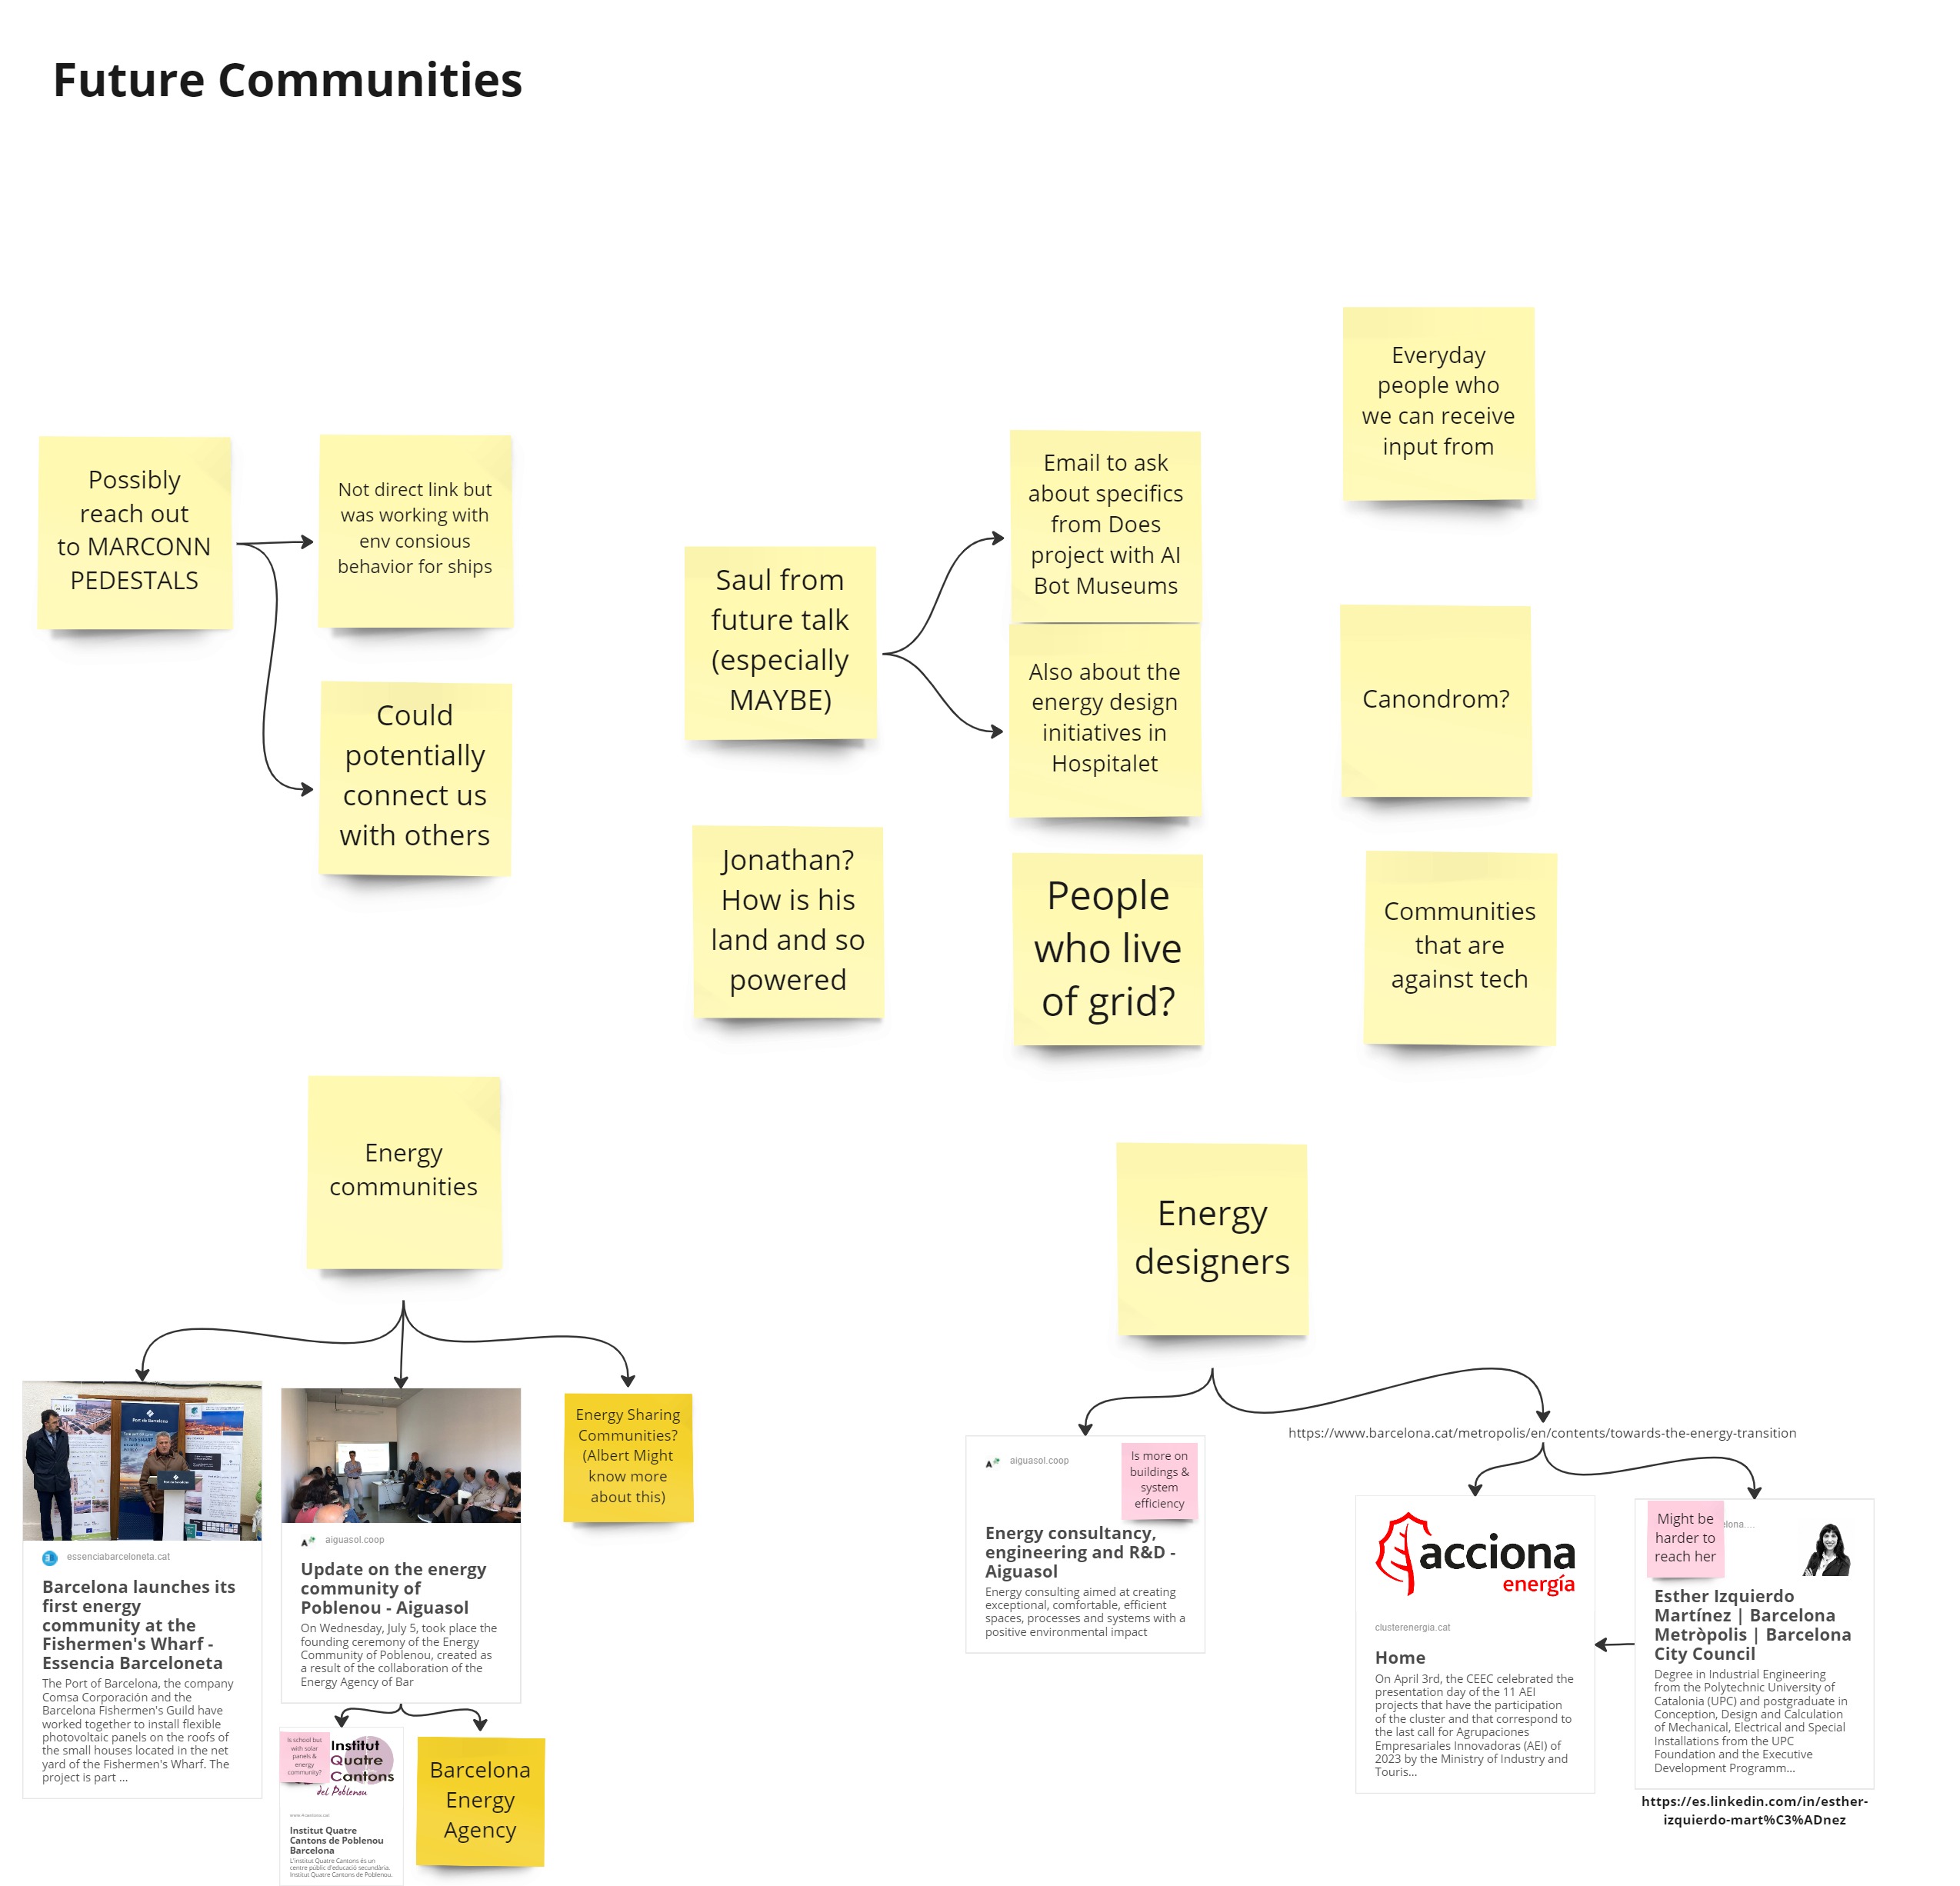 Future Communities
Possibly
reach out
to MARCONN
PEDESTALS
Not direct link but
was working with
env consious
behavior for ships
Could
potentially
connect us
with others
Saul from
future talk
(especially
MAYBE)
Email to ask
about specifics
from Does
project with AI
Bot Museums
Also about the
energy design
initiatives in
Hospitalet
Everyday
people who
we can receive
input from
Canondrom?
Jonathan?
How is his
land and so
powered
People
who live
of grid?
Communities
that are
against tech
Energy
communities
essenciabarceloneta.cat
Barcelona launches its
first energy
community at the
Fishermen's Wharf -
Essencia Barceloneta
The Port of Barcelona, the company
Comsa Corporación and the
Barcelona Fishermen's Guild have
worked together to install flexible
photovoltaic panels on the roofs of
the small houses located in the net
yard of the Fishermen's Wharf. The
project is part ...
aiguasol.coop
Update on the energy
community of
Poblenou - Aiguasol
On Wednesday, July 5, took place the
founding ceremony of the Energy
Community of Poblenou, created as
a result of the collaboration of the
Energy Agency of Bar
Energy Sharing
Communities?
(Albert Might
know more
about this)
Is school but
with solar
panels &
energy
community?
Institut
Quatre
Cantons
del Poblenou
Institut Quatre
Cantons de Poblenou
Barcelona
L'institut Quatre Cantons és un
centre públic d'educació secundària.
Institut Quatre Cantons de Poblenou.
Barcelona
Energy
Agency
Energy
designers
aiguasol.coop
Is more on
buildings &
system
efficiency
Energy consultancy,
engineering and R&D -
Aiguasol
Energy consulting aimed at creating
exceptional, comfortable, efficient
spaces, processes and systems with a
positive environmental impact
https://www.barcelona.cat/metropolis/en/contents/towards-the-energy-transition
acciona
energía
clusterenergia.cat
Home
On April 3rd, the CEEC celebrated the
presentation day of the 11 AEI
projects that have the participation
of the cluster and that correspond to
the last call for Agrupaciones
Empresariales Innovadoras (AEI) of
2023 by the Ministry of Industry and
Touris...
Might be
harder to
reach her
elona....
Esther Izquierdo
Martínez | Barcelona
Metròpolis | Barcelona
City Council
Degree in Industrial Engineering
from the Polytechnic University of
Catalonia (UPC) and postgraduate in
Conception, Design and Calculation
of Mechanical, Electrical and Special
Installations from the UPC
Foundation and the Executive
Development Programm...
https://es.linkedin.com/in/esther-
izquierdo-mart%C3%ADnez